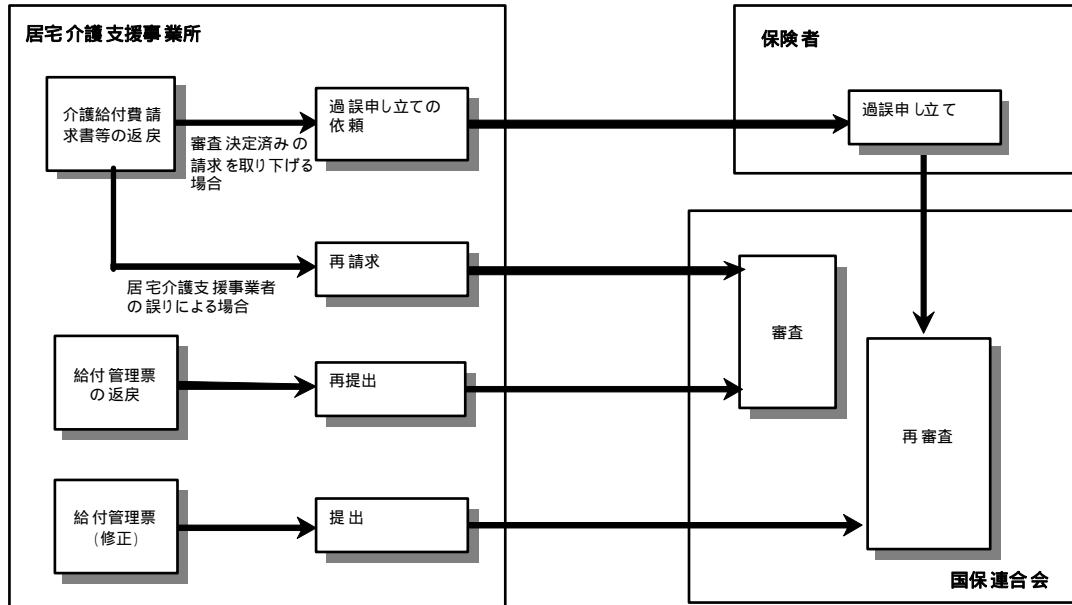 居宅介護支援事業所
介護給付費請
求書等の返戻
審査決定済みの
請求を取り下げる
場合
過誤申し立ての
依頼
居宅介護支援事業者
の誤りによる場合
再請求
給付管理票
の返戻
再提出
給付管理票
(修正)
提出
保険者
過誤申し立て
審査
再審査
国保連合会